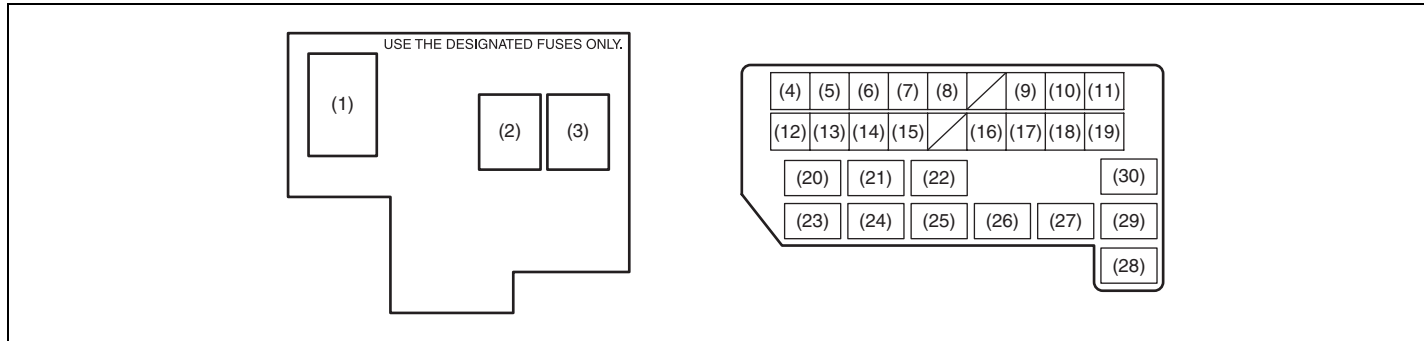 USE THE DESIGNATED FUSES ONLY.
(1)
(2) (3)
(4) (5) (6) (7) (8) (9) (10) (11)
(12) (13) (14) (15) (16) (17) (18) (19)
(20) (21) (22) (30)
(23) (24) (25) (26) (27) (29)
(28)